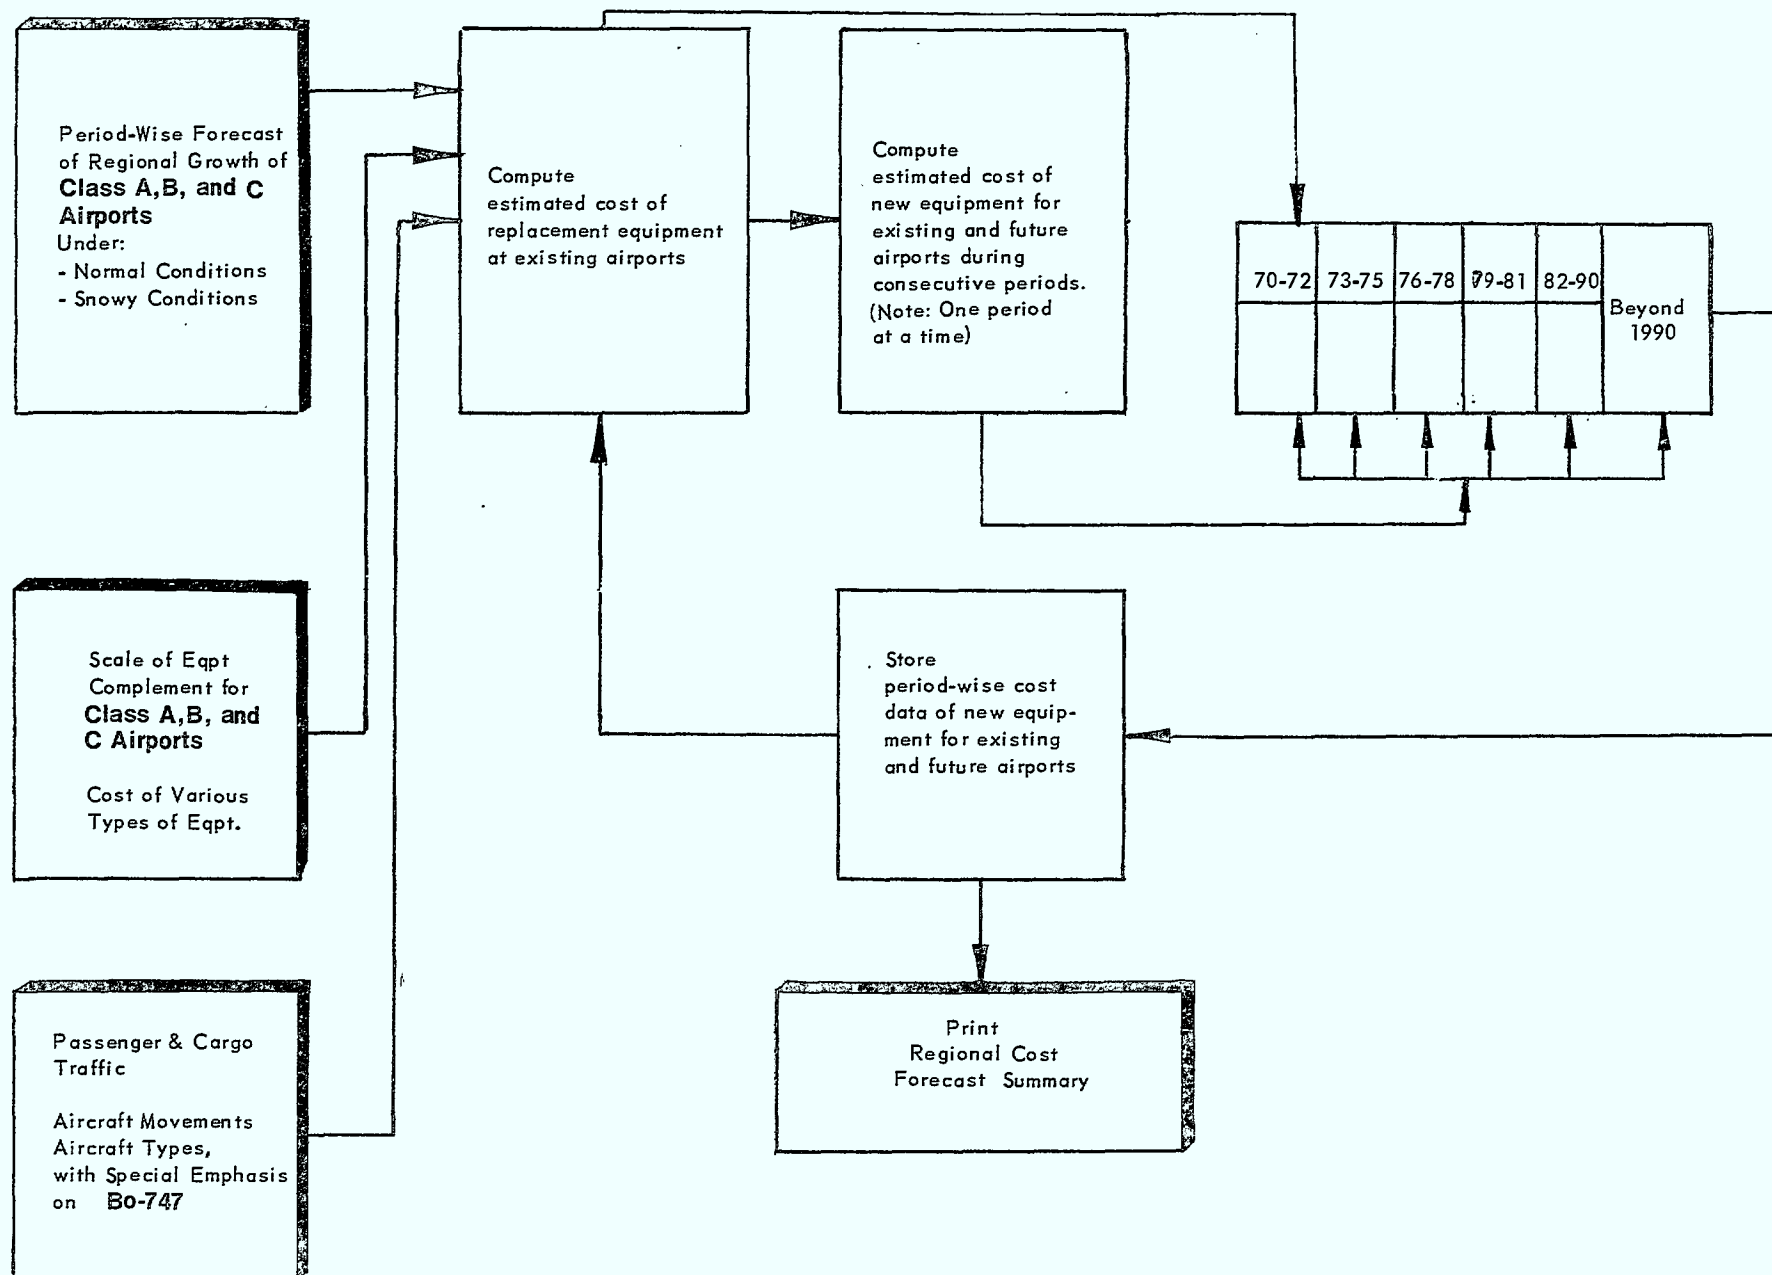 Period-Wise Forecast
of Regional Growth of
Class A,B, and C
Airports
Under:
- Normal Conditions
- Snowy Conditions
Compute
estimated cost of
replacement equipment
at existing airports
Compute
estimated cost of
new equipment for
existing and future
airports during
consecutive periods.
(Note: One period
at a time)
70-72 73-75 76-78 79-81 82-90
Beyond
1990
Scale of Eqpt
Complement for
Class A,B, and
C Airports
Cost of Various
Types of Eqpt.
Store
period-wise cost
data of new equip-
ment for existing
and future airports
Passenger & Cargo
Traffic
Aircraft Movements
Aircraft Types,
with Special Emphasis
on Bo-747
Print
Regional Cost
Forecast Summary